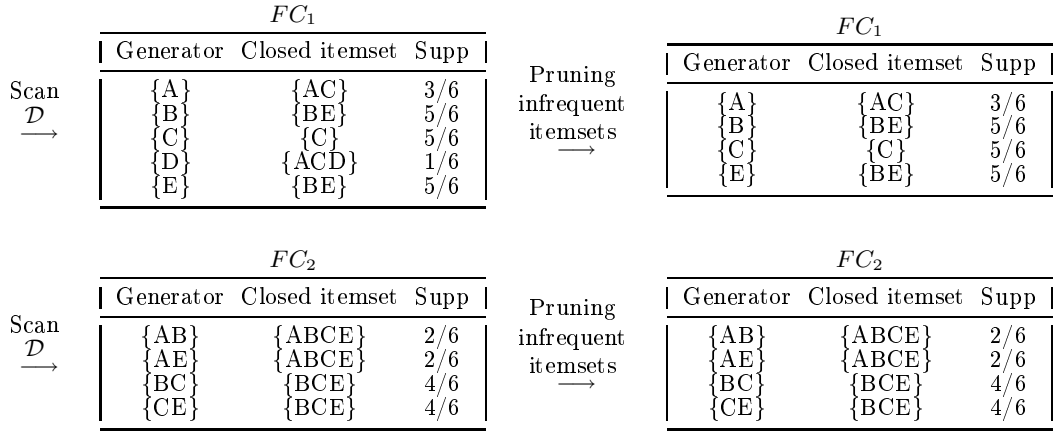 FC₁
Generator Closed itemset Supp
Scan
D
⟶
{A} {AC} 3/6
{B} {BE} 5/6
{C} {C} 5/6
{D} {ACD} 1/6
{E} {BE} 5/6
Pruning
infrequent
itemsets
⟶
FC₁
Generator Closed itemset Supp
{A} {AC} 3/6
{B} {BE} 5/6
{C} {C} 5/6
{E} {BE} 5/6
FC₂
Generator Closed itemset Supp
Scan
D
⟶
{AB} {ABCE} 2/6
{AE} {ABCE} 2/6
{BC} {BCE} 4/6
{CE} {BCE} 4/6
Pruning
infrequent
itemsets
⟶
FC₂
Generator Closed itemset Supp
{AB} {ABCE} 2/6
{AE} {ABCE} 2/6
{BC} {BCE} 4/6
{CE} {BCE} 4/6